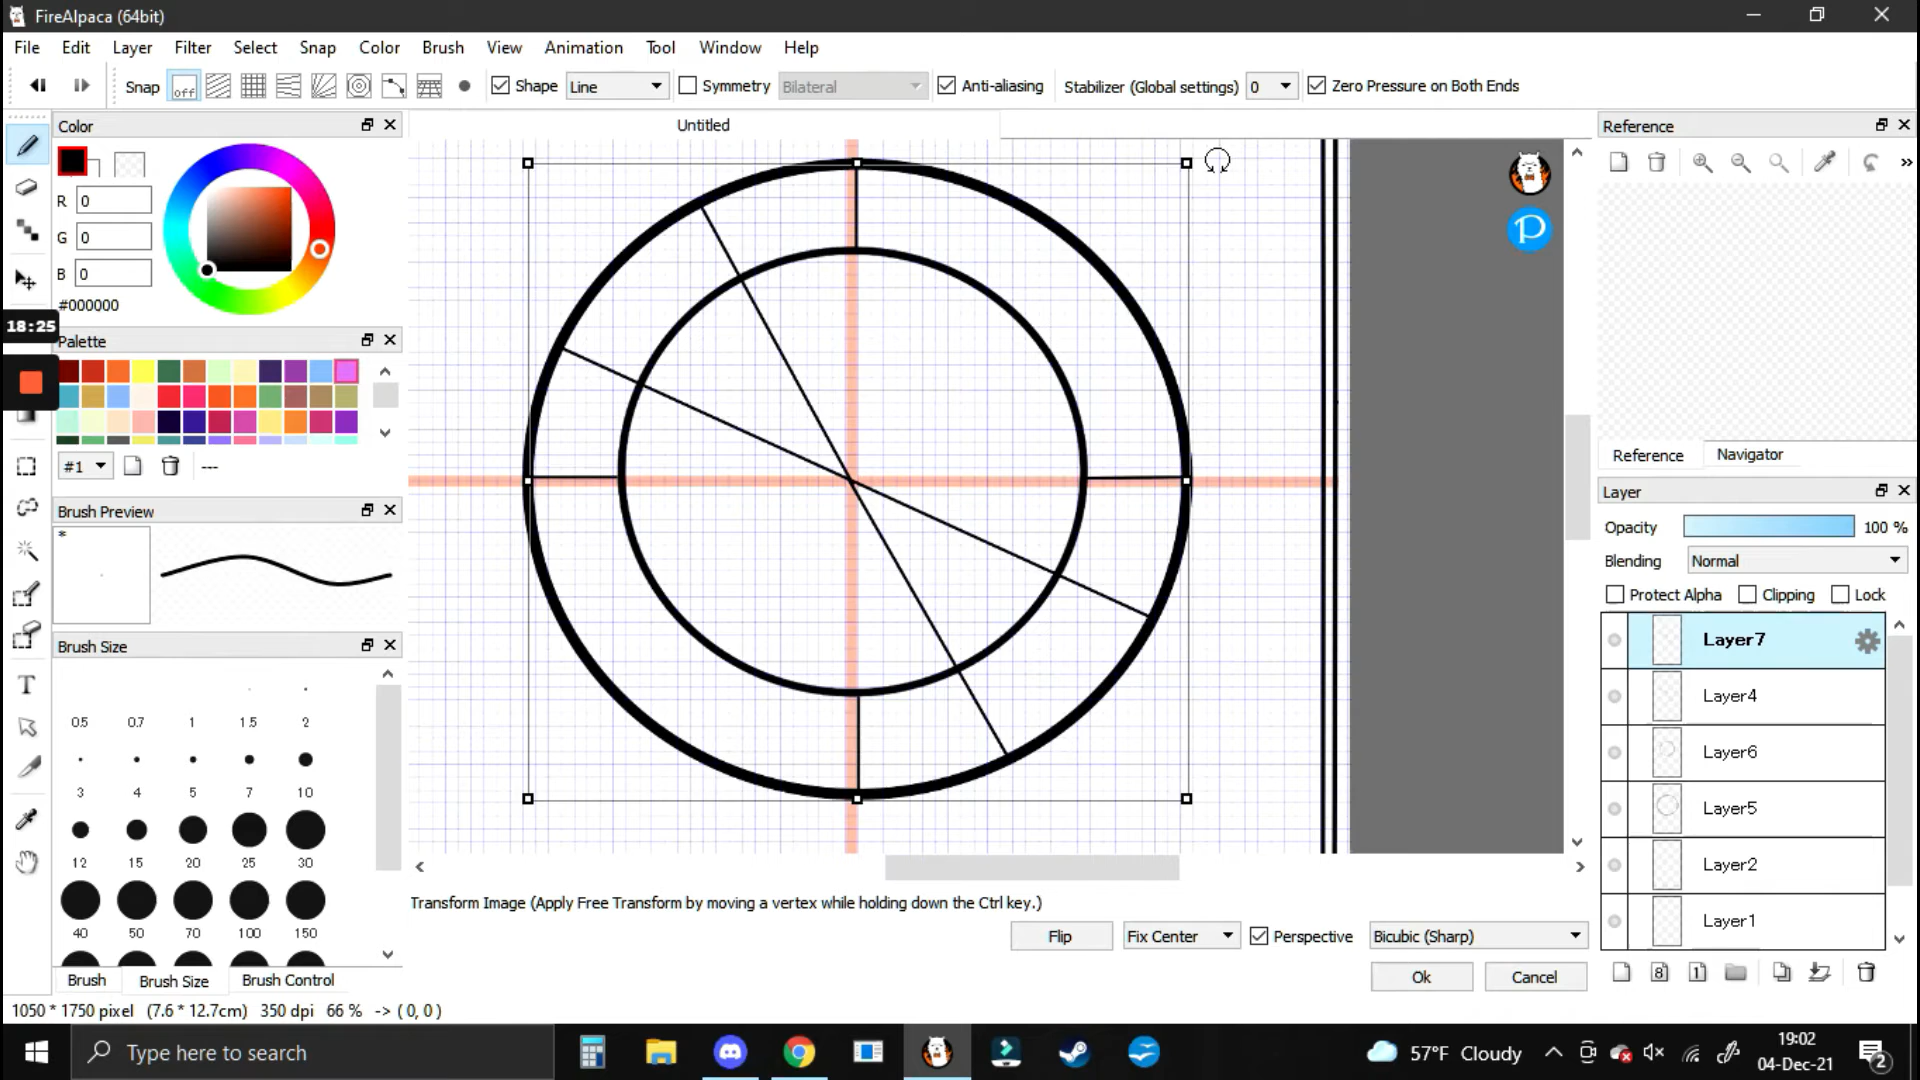 FireAlpaca (64bit)
File Edit Layer Filter Select Snap Color Brush View Animation Tool Window Help
Snap off Shape Line Symmetry Bilateral Anti-aliasing Stabilizer (Global settings) 0 Zero Pressure on Both Ends
Color
Untitled
Reference
R 0
G 0
B 0
#000000
18:25
Palette
#1 ---
Brush Preview
*
Brush Size
0.5 0.7 1 1.5 2
3 4 5 7 10
12 15 20 25 30
40 50 70 100 150
Brush Brush Size Brush Control
P
Reference Navigator
Layer
Opacity 100 %
Blending Normal
Protect Alpha Clipping Lock
Layer7
Layer4
Layer6
Layer5
Layer2
Layer1
8 1
Transform Image (Apply Free Transform by moving a vertex while holding down the Ctrl key.)
Flip Fix Center Perspective Bicubic (Sharp)
Ok Cancel
1050 * 1750 pixel (7.6 * 12.7cm) 350 dpi 66 % -> ( 0, 0 )
Type here to search
57°F Cloudy
19:02
04-Dec-21
2